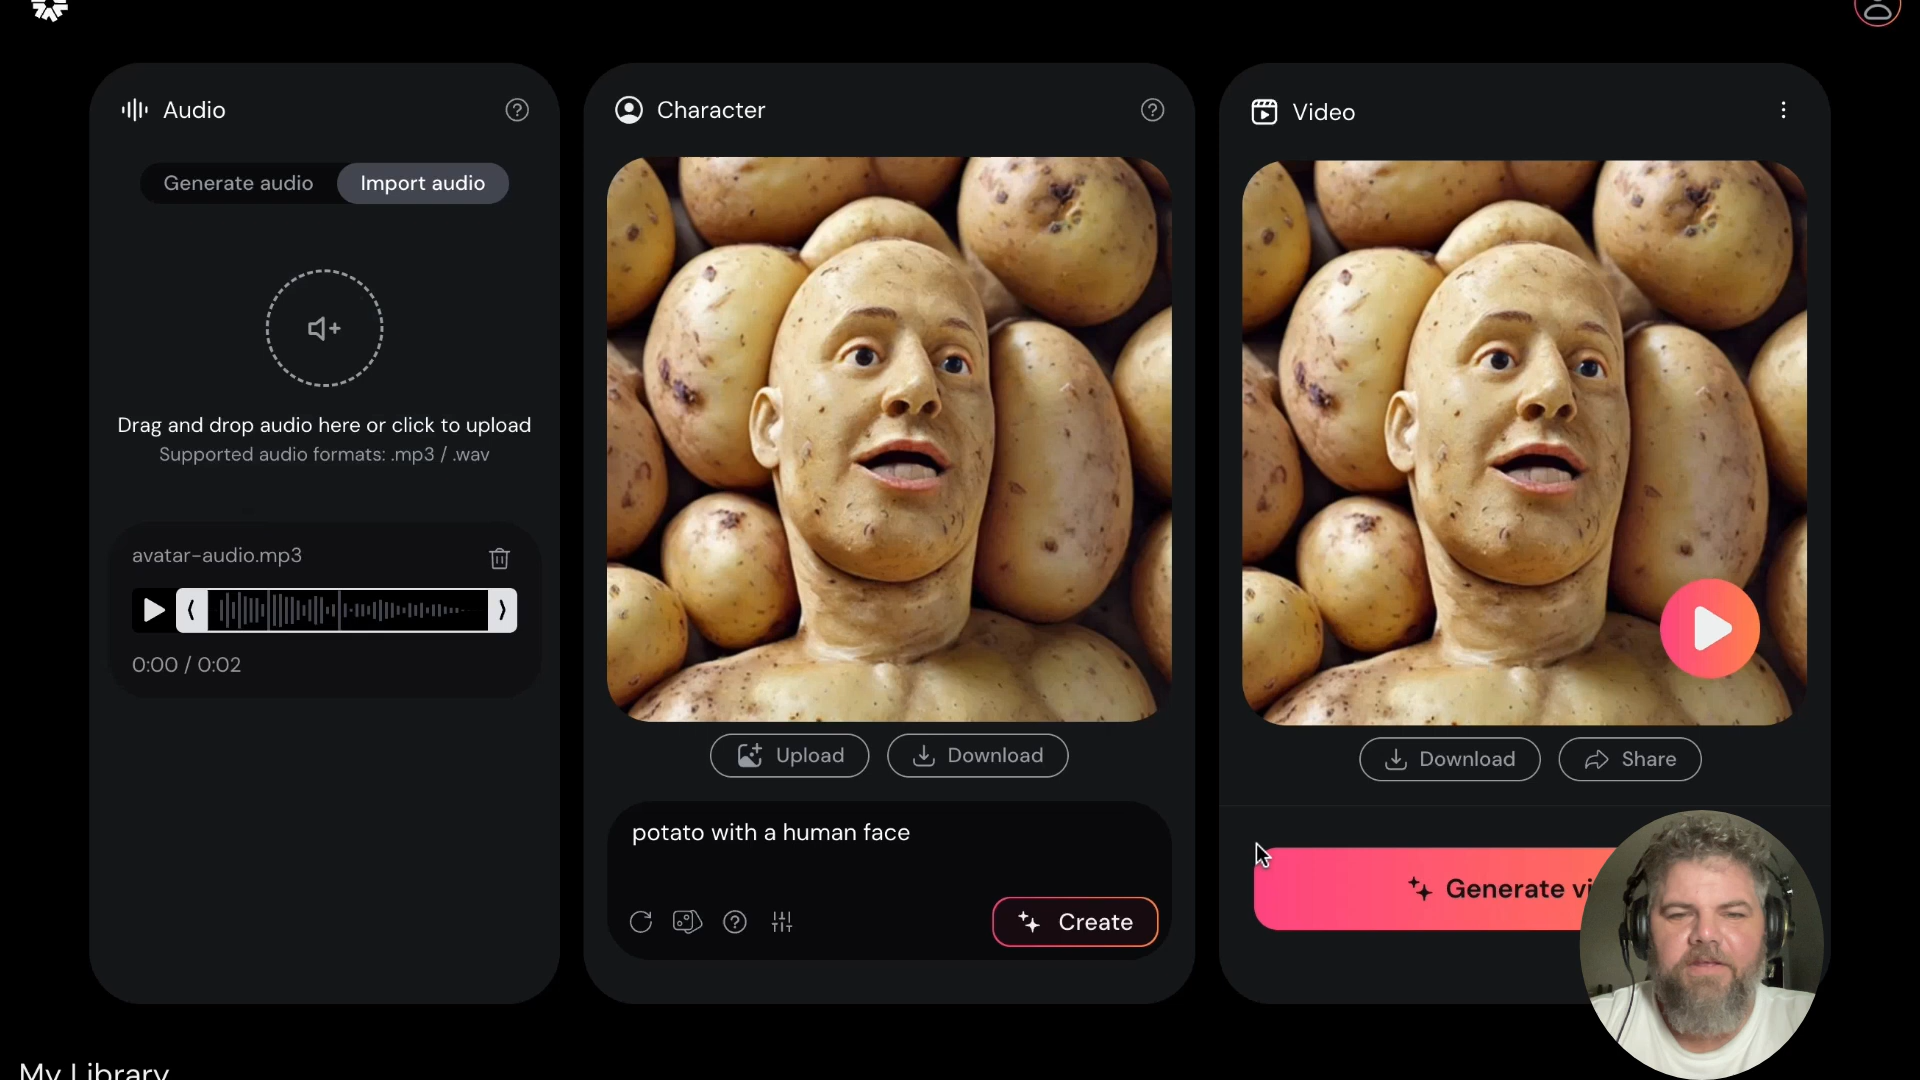 Audio
Generate audio
Import audio
Drag and drop audio here or click to upload
Supported audio formats: .mp3 / .wav
avatar-audio.mp3
0:00 / 0:02
Character
Upload
Download
potato with a human face
Create
Video
Download
Share
Generate vi
My Library